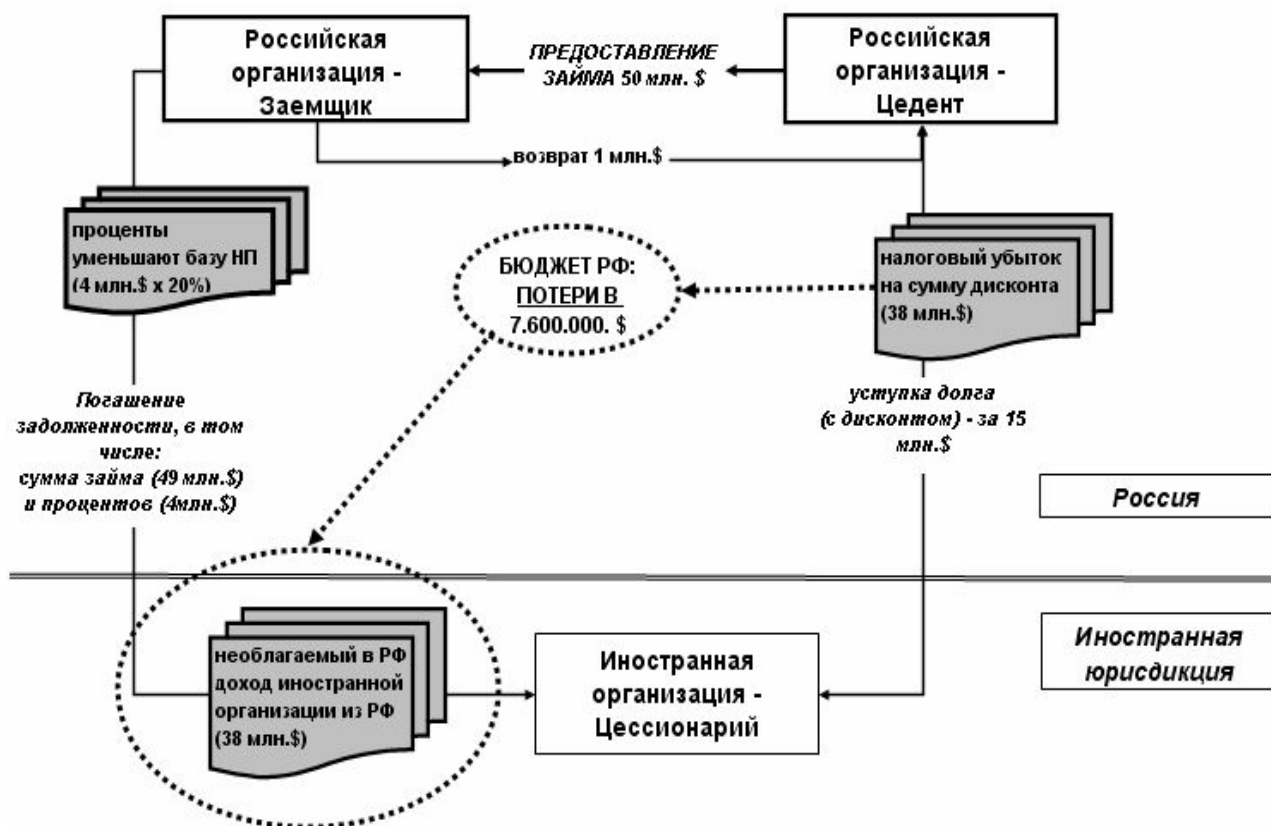 Российская
организация -
Заемщик
ПРЕДОСТАВЛЕНИЕ
ЗАЙМА 50 млн. $
Российская
организация -
Цедент
возврат 1 млн.$
проценты
уменьшают базу НП
(4 млн.$ x 20%)
БЮДЖЕТ РФ:
ПОТЕРИ В
7.600.000. $
налоговый убыток
на сумму дисконта
(38 млн.$)
Погашение
задолженности, в том
числе:
сумма займа (49 млн.$)
и процентов (4млн.$)
уступка долга
(с дисконтом) - за 15
млн.$
Россия
необлагаемый в РФ
доход иностранной
организации из РФ
(38 млн.$)
Иностранная
организация -
Цессионарий
Иностранная
юрисдикция